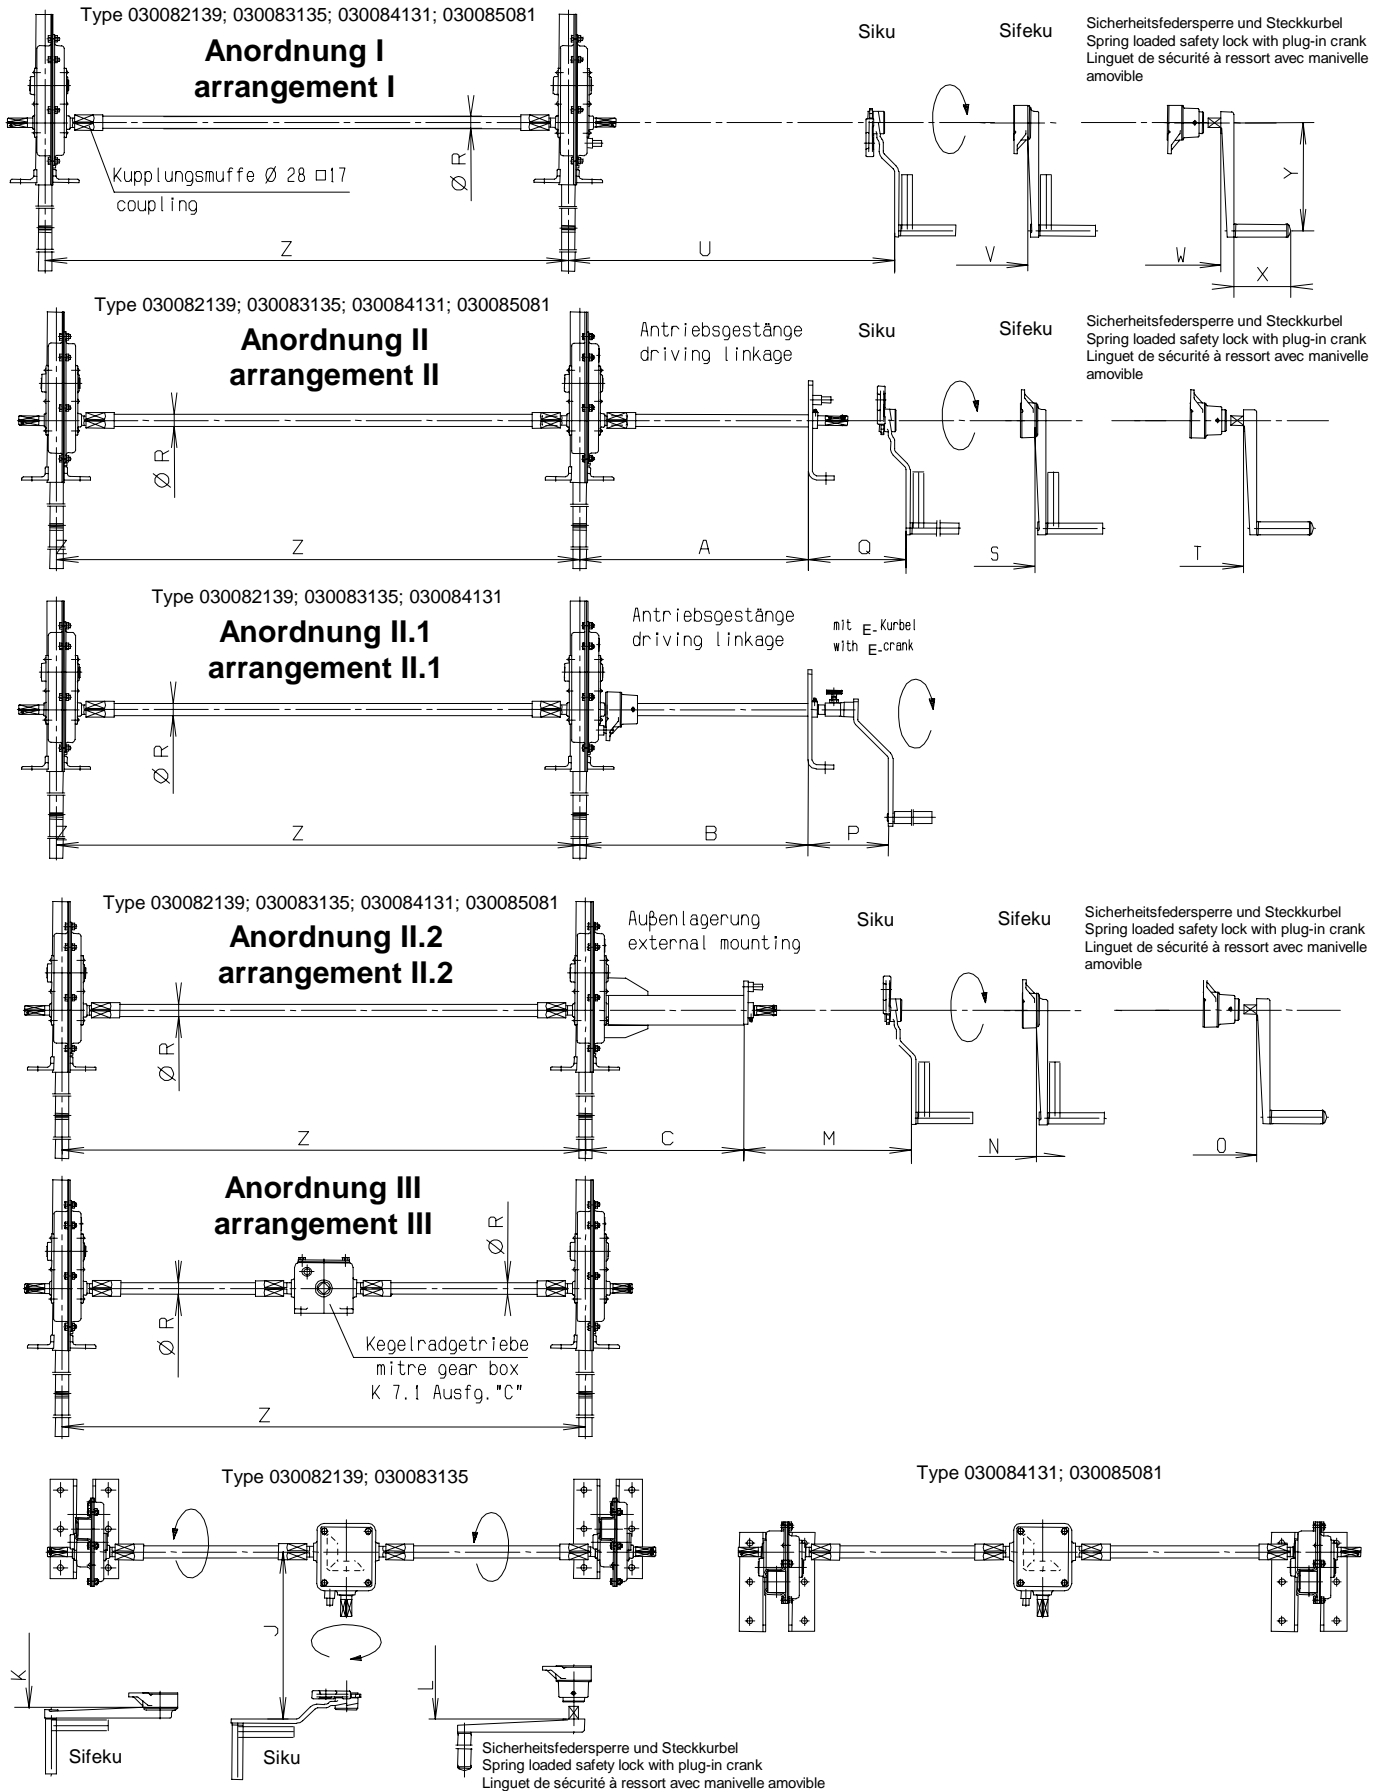 Type 030082139; 030083135; 030084131; 030085081
Anordnung I
arrangement I
Siku
Sifeku
Sicherheitsfedersperre und Steckkurbel
Spring loaded safety lock with plug-in crank
Linguet de sécurité à ressort avec manivelle
amovible
Kupplungsmuffe Ø 28 □17
coupling
Ø R
Y
Z
U
V
W
X
Type 030082139; 030083135; 030084131; 030085081
Anordnung II
arrangement II
Antriebsgestänge
driving linkage
Siku
Sifeku
Sicherheitsfedersperre und Steckkurbel
Spring loaded safety lock with plug-in crank
Linguet de sécurité à ressort avec manivelle
amovible
Ø R
Z
Z
A
Q
S
T
Type 030082139; 030083135; 030084131
Anordnung II.1
arrangement II.1
Antriebsgestänge
driving linkage
mit E-Kurbel
with E-crank
Ø R
Z
Z
B
P
Type 030082139; 030083135; 030084131; 030085081
Anordnung II.2
arrangement II.2
Außenlagerung
external mounting
Siku
Sifeku
Sicherheitsfedersperre und Steckkurbel
Spring loaded safety lock with plug-in crank
Linguet de sécurité à ressort avec manivelle
amovible
Ø R
Z
C
M
N
O
Anordnung III
arrangement III
Ø R
Ø R
Kegelradgetriebe
mitre gear box
K 7.1 Ausfg."C"
Z
Type 030082139; 030083135
Type 030084131; 030085081
J
K
L
Sifeku
Siku
Sicherheitsfedersperre und Steckkurbel
Spring loaded safety lock with plug-in crank
Linguet de sécurité à ressort avec manivelle amovible